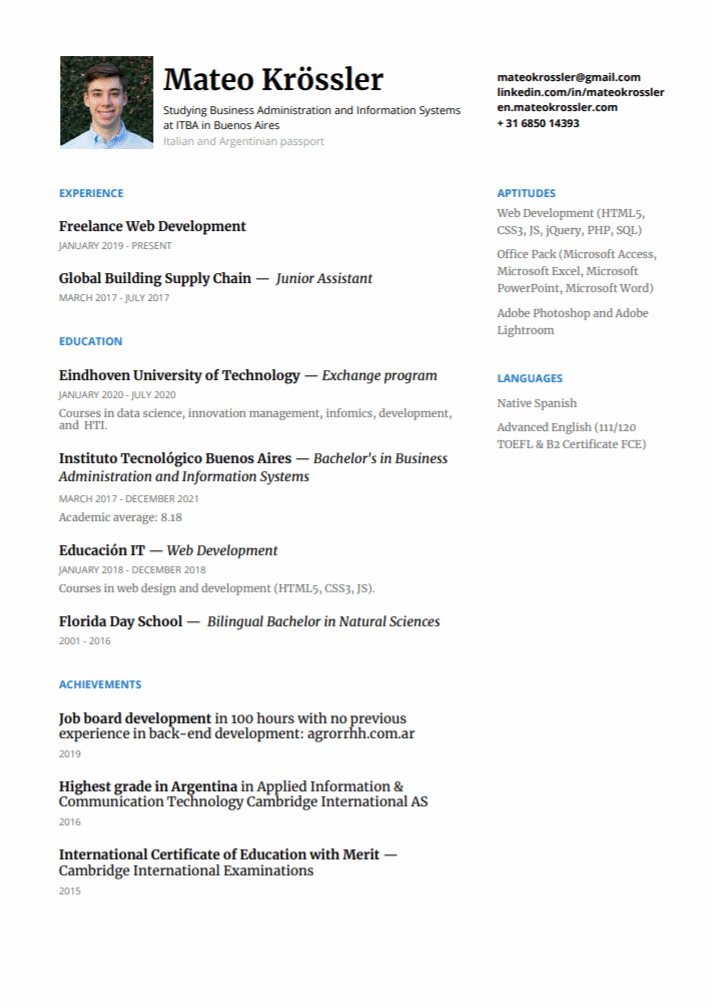 Mateo Krössler
Studying Business Administration and Information Systems
at ITBA in Buenos Aires
Italian and Argentinian passport
mateokrossler@gmail.com
linkedin.com/in/mateokrossler
en.mateokrossler.com
+ 31 6850 14393
EXPERIENCE
Freelance Web Development
JANUARY 2019 - PRESENT
Global Building Supply Chain — Junior Assistant
MARCH 2017 - JULY 2017
EDUCATION
Eindhoven University of Technology — Exchange program
JANUARY 2020 - JULY 2020
Courses in data science, innovation management, infomics, development,
and HTI.
Instituto Tecnológico Buenos Aires — Bachelor's in Business
Administration and Information Systems
MARCH 2017 - DECEMBER 2021
Academic average: 8.18
Educación IT — Web Development
JANUARY 2018 - DECEMBER 2018
Courses in web design and development (HTML5, CSS3, JS).
Florida Day School — Bilingual Bachelor in Natural Sciences
2001 - 2016
ACHIEVEMENTS
Job board development in 100 hours with no previous
experience in back-end development: agrorrhh.com.ar
2019
Highest grade in Argentina in Applied Information &
Communication Technology Cambridge International AS
2016
International Certificate of Education with Merit —
Cambridge International Examinations
2015
APTITUDES
Web Development (HTML5,
CSS3, JS, jQuery, PHP, SQL)
Office Pack (Microsoft Access,
Microsoft Excel, Microsoft
PowerPoint, Microsoft Word)
Adobe Photoshop and Adobe
Lightroom
LANGUAGES
Native Spanish
Advanced English (111/120
TOEFL & B2 Certificate FCE)